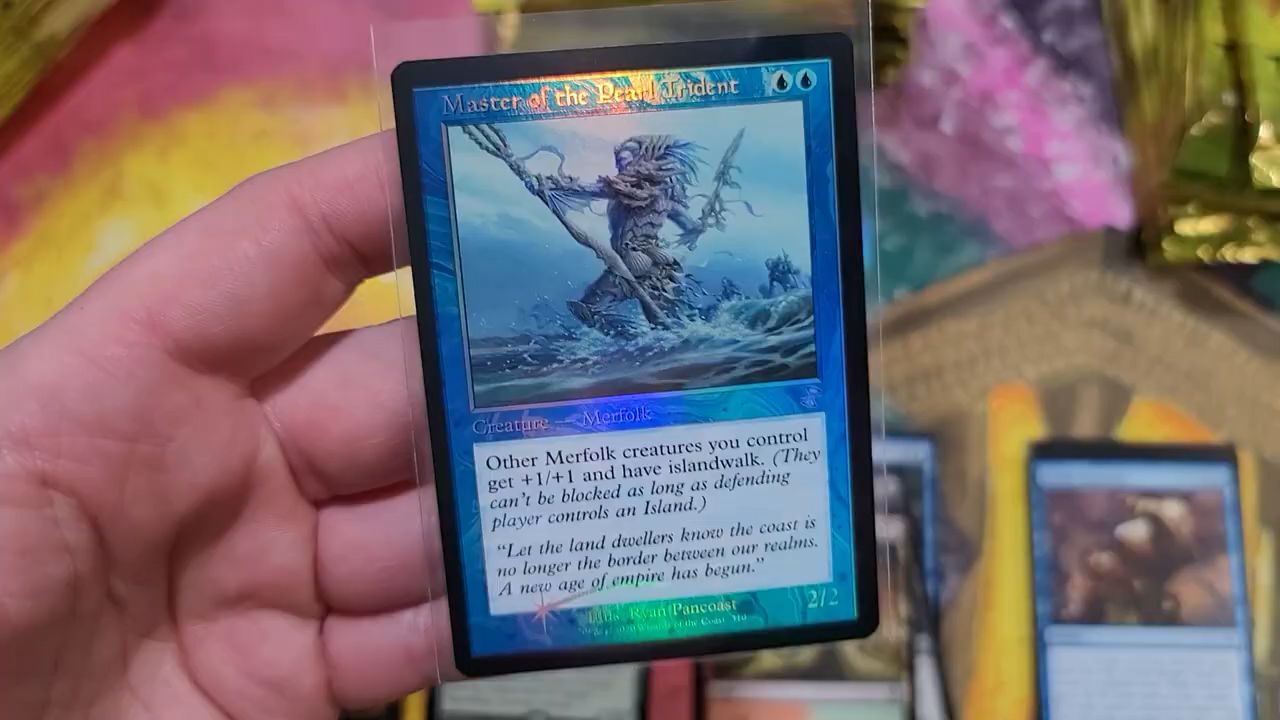 Master of the Pearl Trident
Creature — Merfolk
Other Merfolk creatures you control
get +1/+1 and have islandwalk. (They
can't be blocked as long as defending
player controls an Island.)
"Let the land dwellers know the coast is
no longer the border between our realms.
A new age of empire has begun."
Illus. Ryan Pancoast
2/2